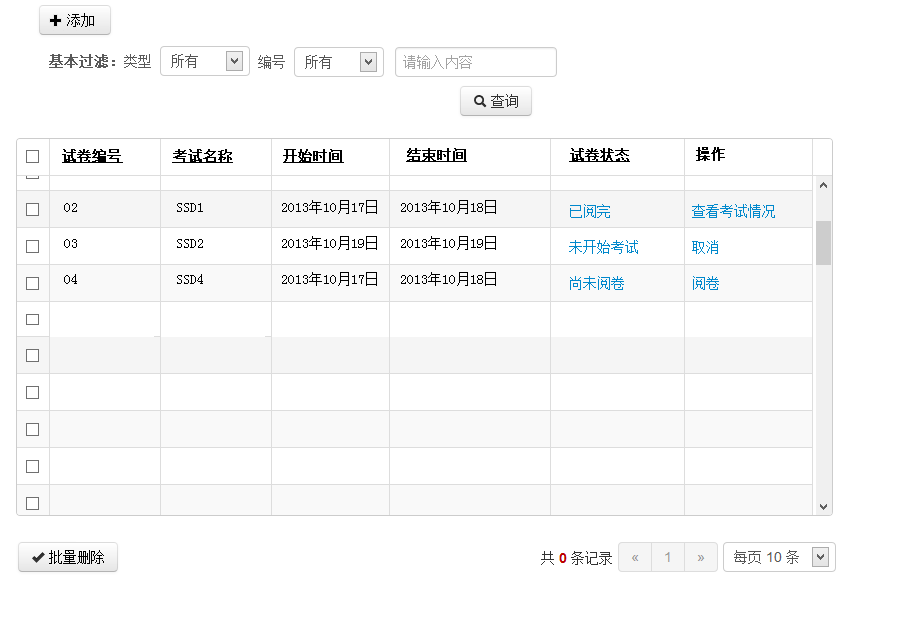 添加
基本过滤：类型 所有 编号 所有 请输入内容
查询
试卷编号 考试名称 开始时间 结束时间 试卷状态 操作
02 SSD1 2013年10月17日 2013年10月18日 已阅完 查看考试情况
03 SSD2 2013年10月19日 2013年10月19日 未开始考试 取消
04 SSD4 2013年10月17日 2013年10月18日 尚未阅卷 阅卷
批量删除 共 0 条记录 « 1 » 每页 10 条